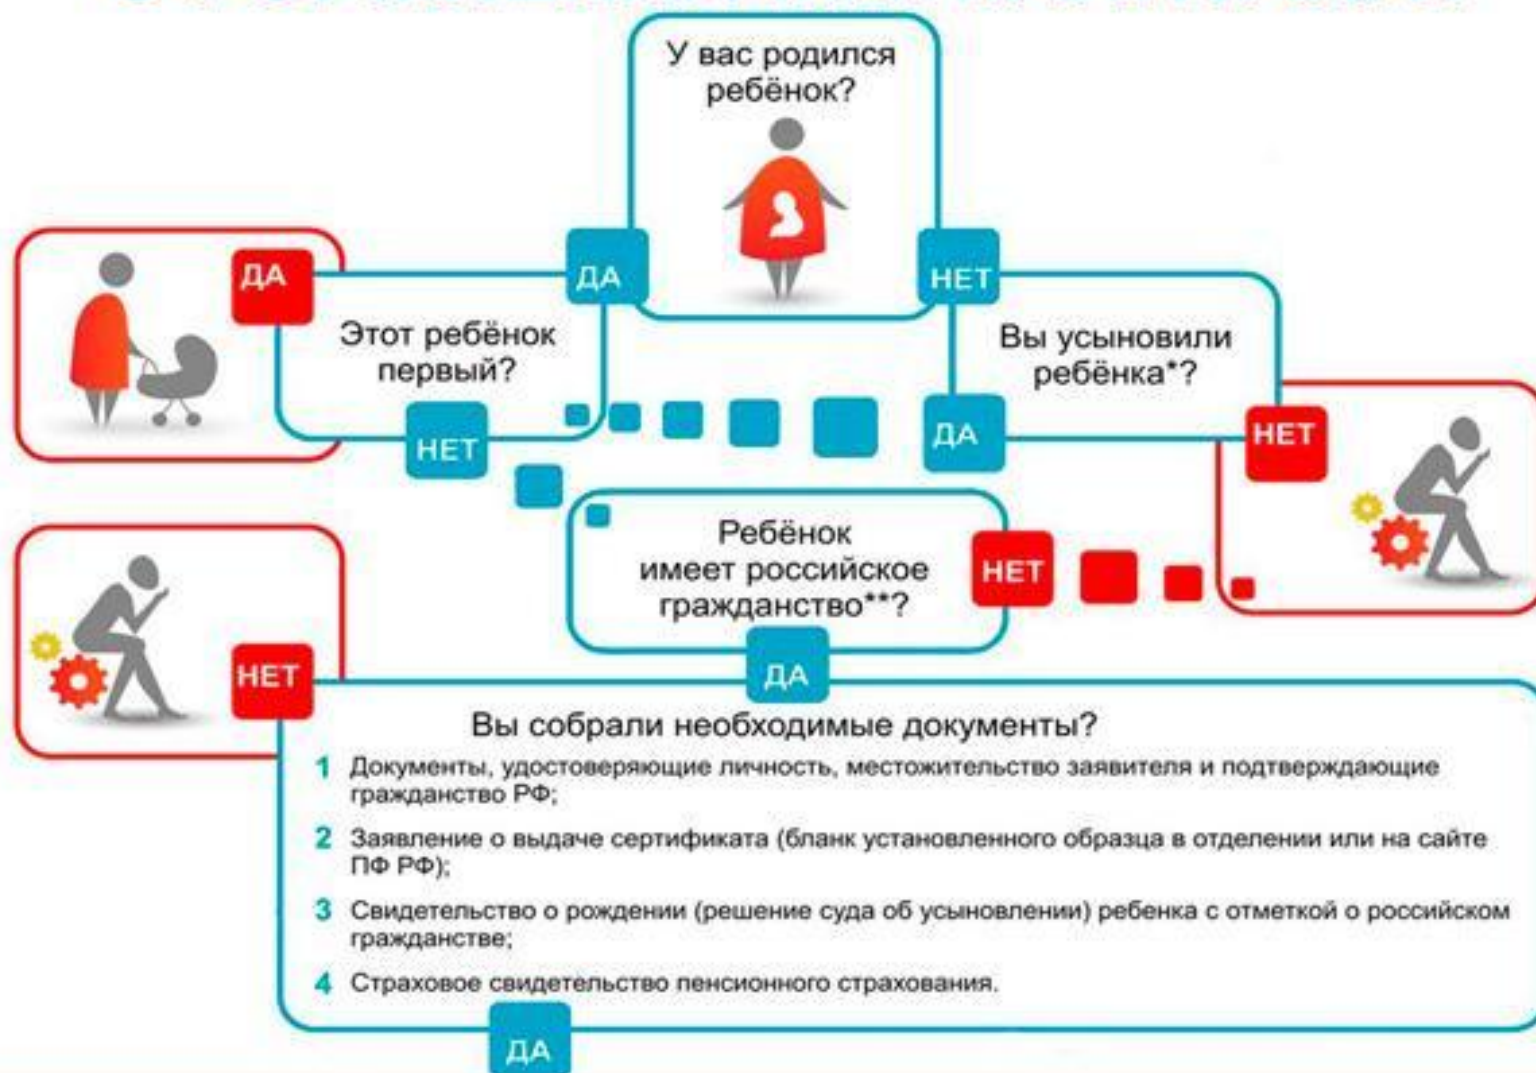 У вас родился
ребёнок?
ДА
ДА
НЕТ
Этот ребёнок
первый?
Вы усыновили
ребёнка*?
НЕТ
ДА
НЕТ
Ребёнок
имеет российское
гражданство**?
НЕТ
ДА
НЕТ
Вы собрали необходимые документы?
1 Документы, удостоверяющие личность, местожительство заявителя и подтверждающие
гражданство РФ;
2 Заявление о выдаче сертификата (бланк установленного образца в отделении или на сайте
ПФ РФ);
3 Свидетельство о рождении (решение суда об усыновлении) ребенка с отметкой о российском
гражданстве;
4 Страховое свидетельство пенсионного страхования.
ДА